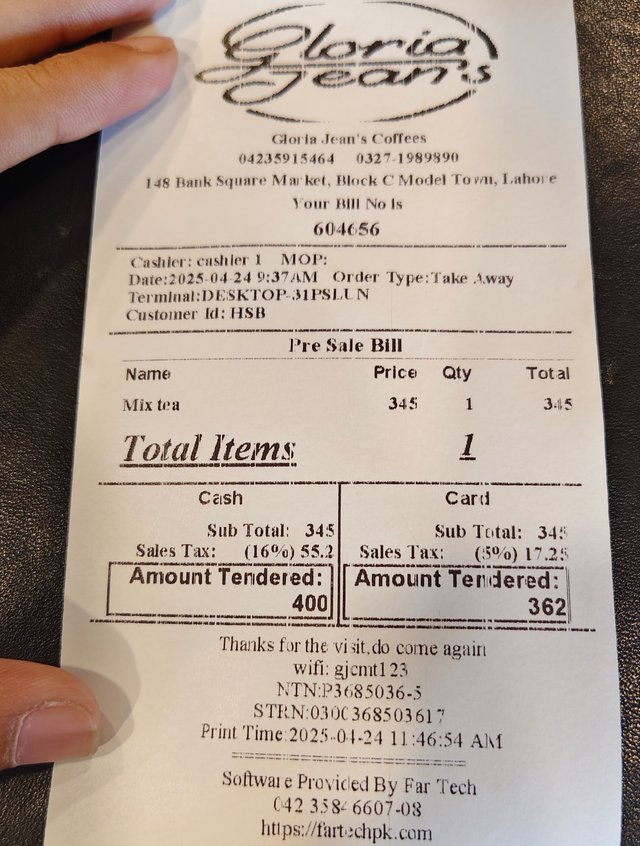 Gloria
Jean's
Gloria Jean's Coffees
04235915464 0327-1989890
148 Bank Square Market, Block C Model Town, Lahore
Your Bill No Is
604656
Cashier: cashier 1 MOP:
Date:2025-04-24 9:37AM Order Type:Take Away
Terminal:DESKTOP-31PSLUN
Customer Id: HSB
Pre Sale Bill
Name Price Qty Total
Mix tea 345 1 345
Total Items 1
Cash Card
Sub Total: 345 Sub Total: 345
Sales Tax: (16%) 55.2 Sales Tax: (5%) 17.25
Amount Tendered: Amount Tendered:
400 362
Thanks for the visit,do come again
wifi: gjcmt123
NTN:P3685036-5
STRN:0300368503617
Print Time:2025-04-24 11:46:54 AM
Software Provided By Far Tech
042 3584 6607-08
https://fartechpk.com